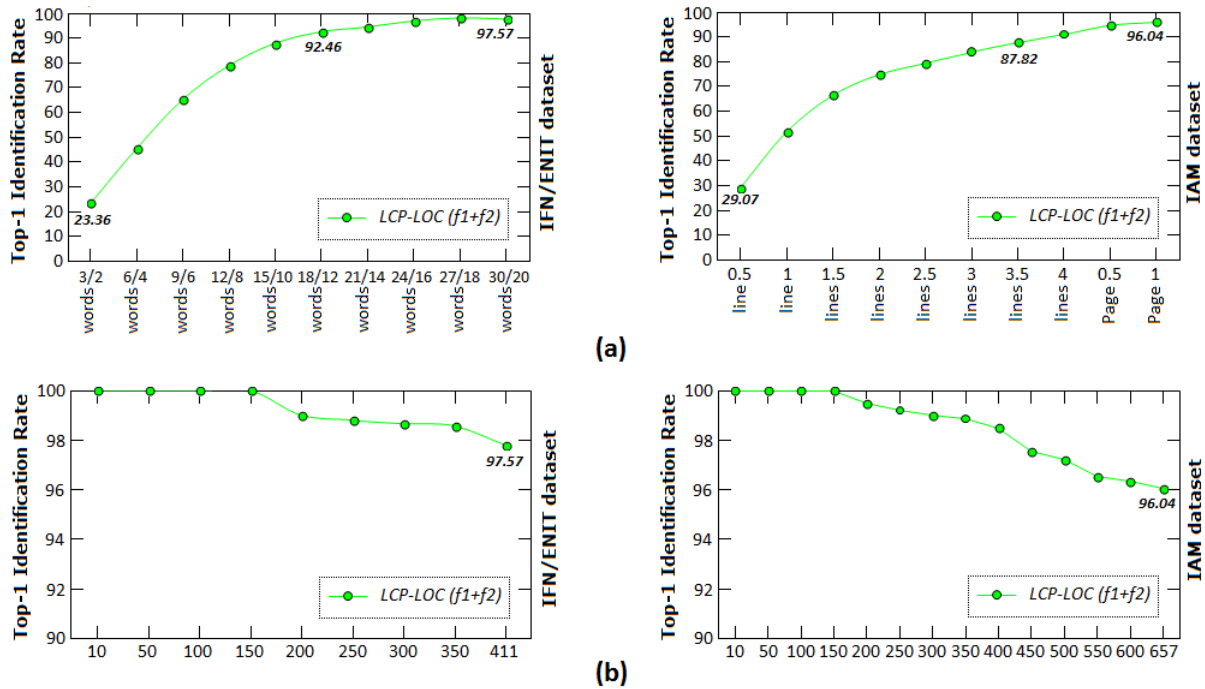 Top-1 Identification Rate
100
90
80
70
60
50
40
30
20
10
0
23.36
92.46
97.57
LCP-LOC (f1+f2)
3/2 words
6/4 words
9/6 words
12/8 words
15/10 words
18/12 words
21/14 words
24/16 words
27/18 words
30/20 words
IFN/ENIT dataset
Top-1 Identification Rate
100
90
80
70
60
50
40
30
20
10
0
29.07
87.82
96.04
LCP-LOC (f1+f2)
0.5 line
1 line
1.5 lines
2 lines
2.5 lines
3 lines
3.5 lines
4 lines
0.5 Page
1 Page
IAM dataset
(a)
Top-1 Identification Rate
100
98
96
94
92
90
97.57
LCP-LOC (f1+f2)
10 50 100 150 200 250 300 350 411
IFN/ENIT dataset
Top-1 Identification Rate
100
98
96
94
92
90
96.04
LCP-LOC (f1+f2)
10 50 100 150 200 250 300 350 400 450 500 550 600 657
IAM dataset
(b)